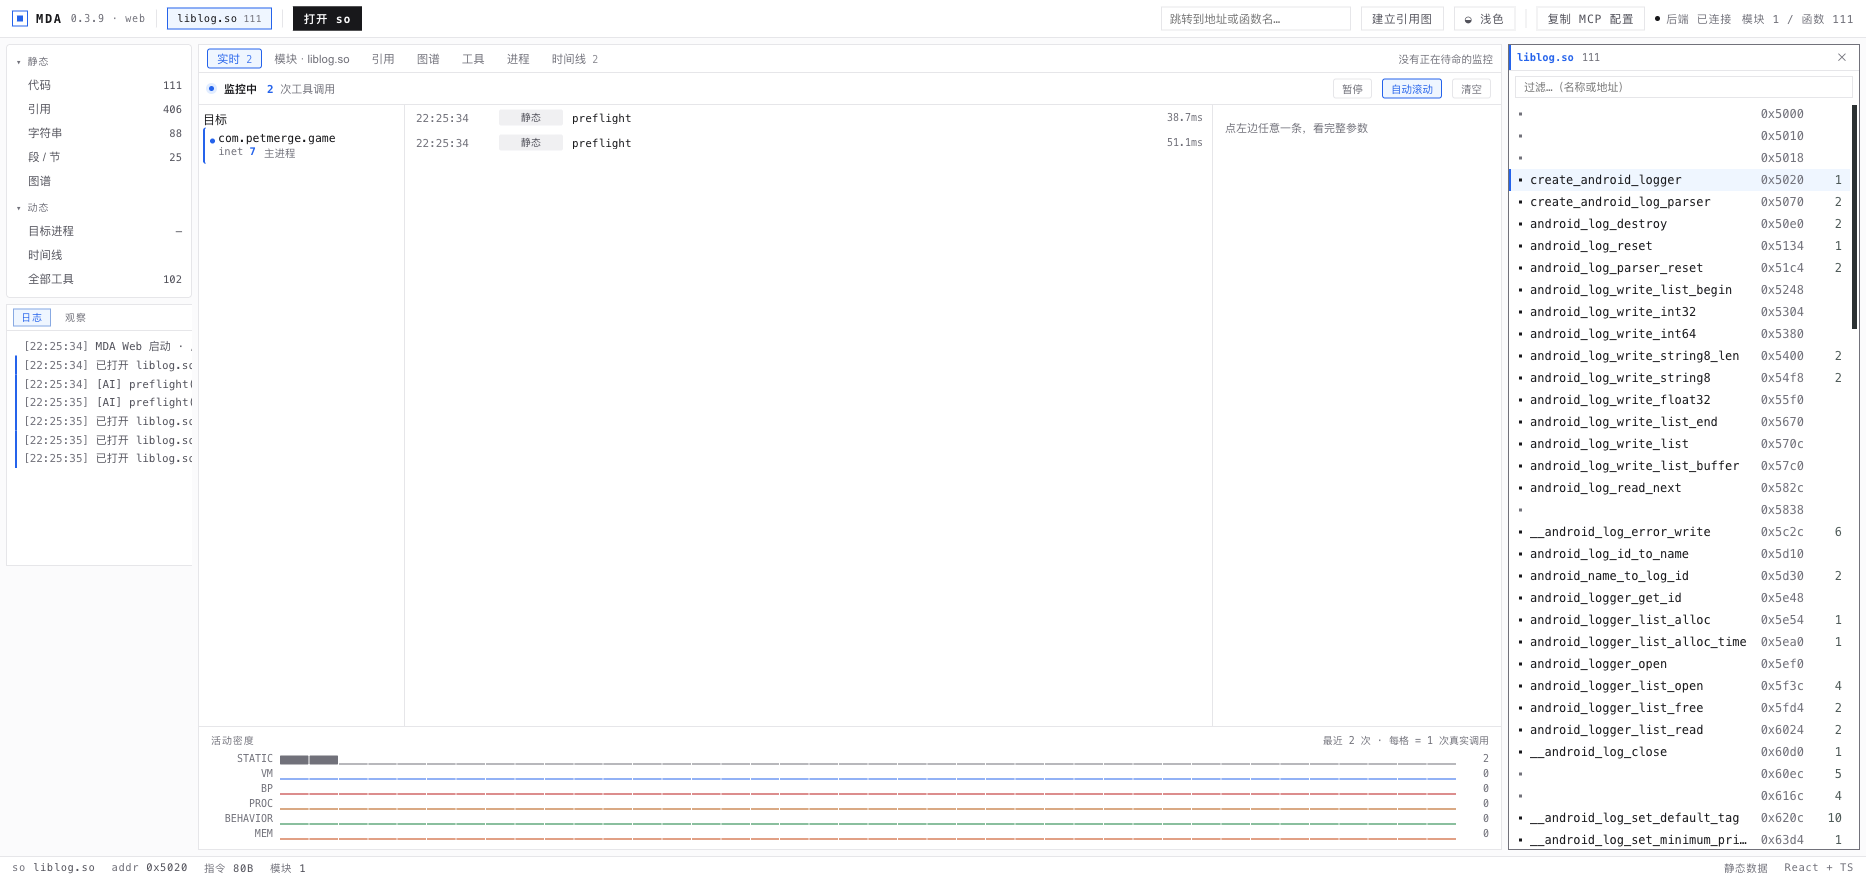 MDA 0.3.9 · web liblog.so 111 打开 so 跳转到地址或函数名… 建立引用图 浅色 复制 MCP 配置 后端 已连接 模块 1 / 函数 111
静态
代码 111
引用 406
字符串 88
段 / 节 25
图谱
动态
目标进程 —
时间线
全部工具 102
日志 观察
[22:25:34] MDA Web 启动 ·
[22:25:34] 已打开 liblog.so
[22:25:34] [AI] preflight(
[22:25:35] [AI] preflight(
[22:25:35] 已打开 liblog.so
[22:25:35] 已打开 liblog.so
[22:25:35] 已打开 liblog.so
实时 2 模块 · liblog.so 引用 图谱 工具 进程 时间线 2 没有正在待命的监控
监控中 2 次工具调用 暂停 自动滚动 清空
目标
com.petmerge.game
inet 7 主进程
22:25:34 静态 preflight 38.7ms
22:25:34 静态 preflight 51.1ms
点左边任意一条，看完整参数
活动密度 最近 2 次 · 每格 = 1 次真实调用
STATIC 2
VM 0
BP 0
PROC 0
BEHAVIOR 0
MEM 0
liblog.so 111 ×
过滤…（名称或地址）
0x5000
0x5010
0x5018
create_android_logger 0x5020 1
create_android_log_parser 0x5070 2
android_log_destroy 0x50e0 2
android_log_reset 0x5134 1
android_log_parser_reset 0x51c4 2
android_log_write_list_begin 0x5248
android_log_write_int32 0x5304
android_log_write_int64 0x5380
android_log_write_string8_len 0x5400 2
android_log_write_string8 0x54f8 2
android_log_write_float32 0x55f0
android_log_write_list_end 0x5670
android_log_write_list 0x570c
android_log_write_list_buffer 0x57c0
android_log_read_next 0x582c
0x5838
__android_log_error_write 0x5c2c 6
android_log_id_to_name 0x5d10
android_name_to_log_id 0x5d30 2
android_logger_get_id 0x5e48
android_logger_list_alloc 0x5e54 1
android_logger_list_alloc_time 0x5ea0 1
android_logger_open 0x5ef0
android_logger_list_open 0x5f3c 4
android_logger_list_free 0x5fd4 2
android_logger_list_read 0x6024 2
__android_log_close 0x60d0 1
0x60ec 5
0x616c 4
__android_log_set_default_tag 0x620c 10
__android_log_set_minimum_pri… 0x63d4 1
so liblog.so addr 0x5020 指令 80B 模块 1 静态数据 React + TS